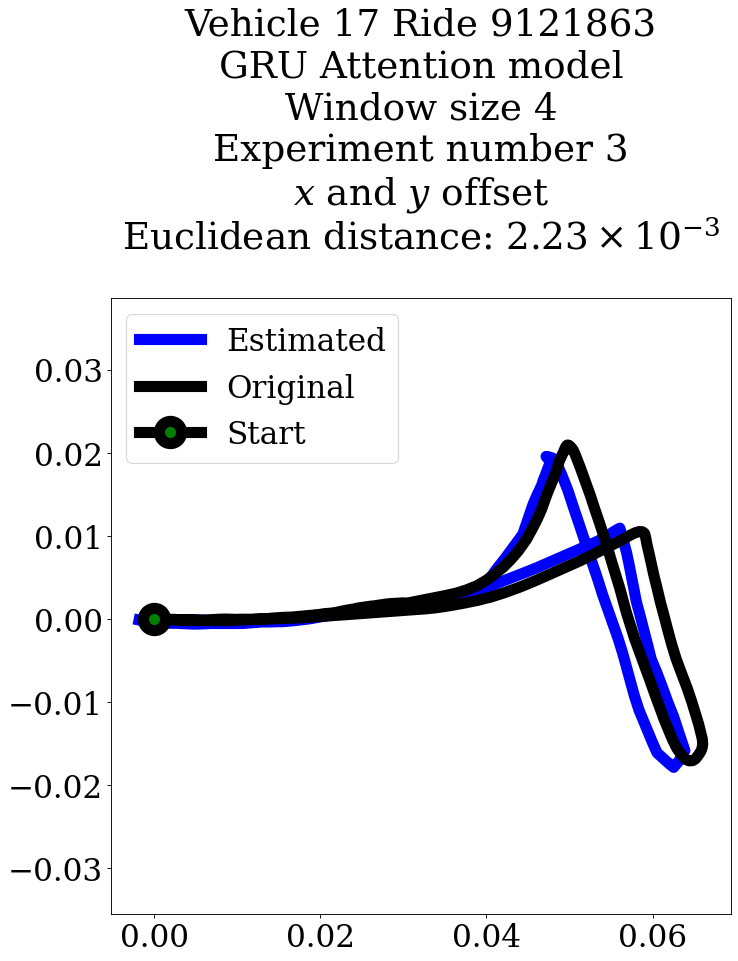 Vehicle 17 Ride 9121863
GRU Attention model
Window size 4
Experiment number 3
x and y offset
Euclidean distance: 2.23 × 10⁻³
Estimated
Original
Start
0.03
0.02
0.01
0.00
−0.01
−0.02
−0.03
0.00 0.02 0.04 0.06